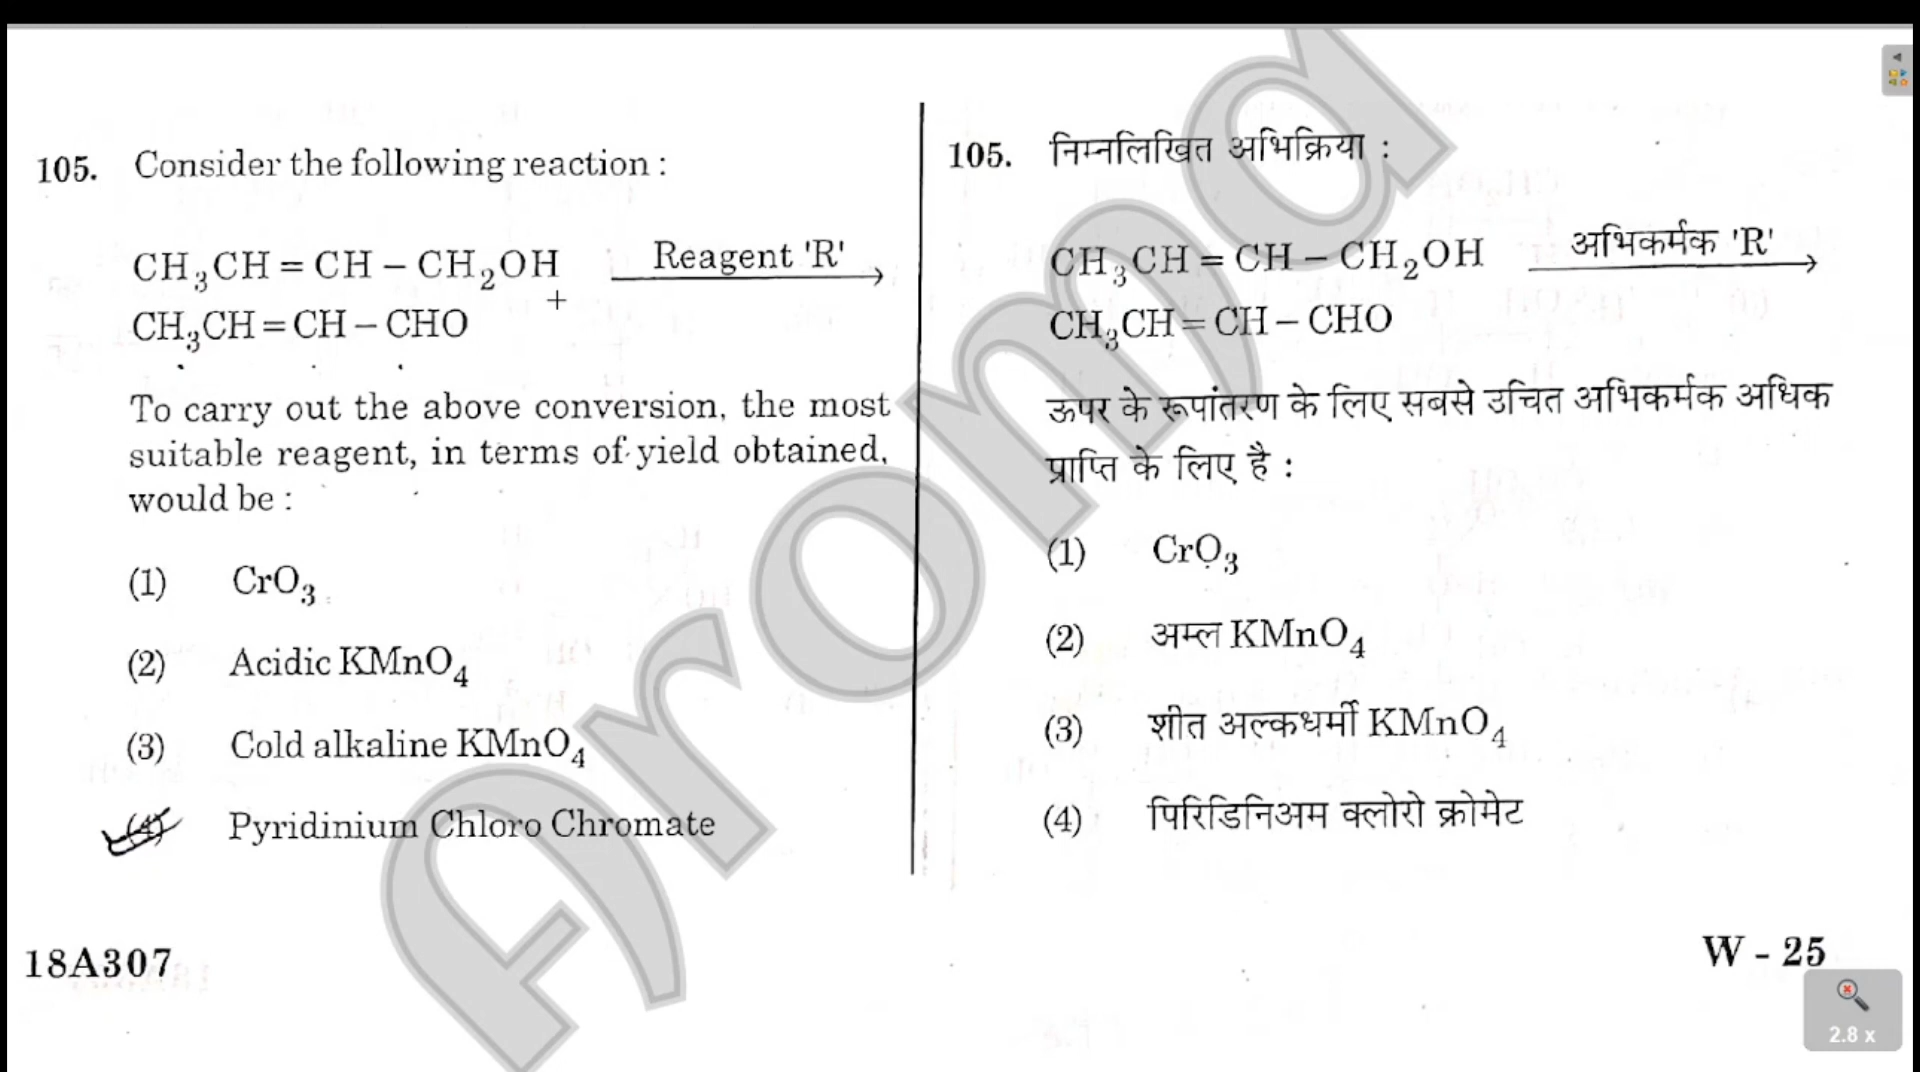 105. Consider the following reaction :
CH₃CH = CH – CH₂OH Reagent 'R'
+
CH₃CH = CH – CHO
To carry out the above conversion, the most
suitable reagent, in terms of yield obtained,
would be :
(1) CrO₃
(2) Acidic KMnO₄
(3) Cold alkaline KMnO₄
(4) Pyridinium Chloro Chromate
18A307
105. निम्नलिखित अभिक्रिया :
CH₃CH = CH – CH₂OH अभिकर्मक 'R'
CH₃CH = CH – CHO
ऊपर के रूपांतरण के लिए सबसे उचित अभिकर्मक अधिक
प्राप्ति के लिए है :
(1) CrO₃
(2) अम्ल KMnO₄
(3) शीत अल्कधर्मी KMnO₄
(4) पिरिडिनिअम क्लोरो क्रोमेट
W - 25
Aroma
2.8 x